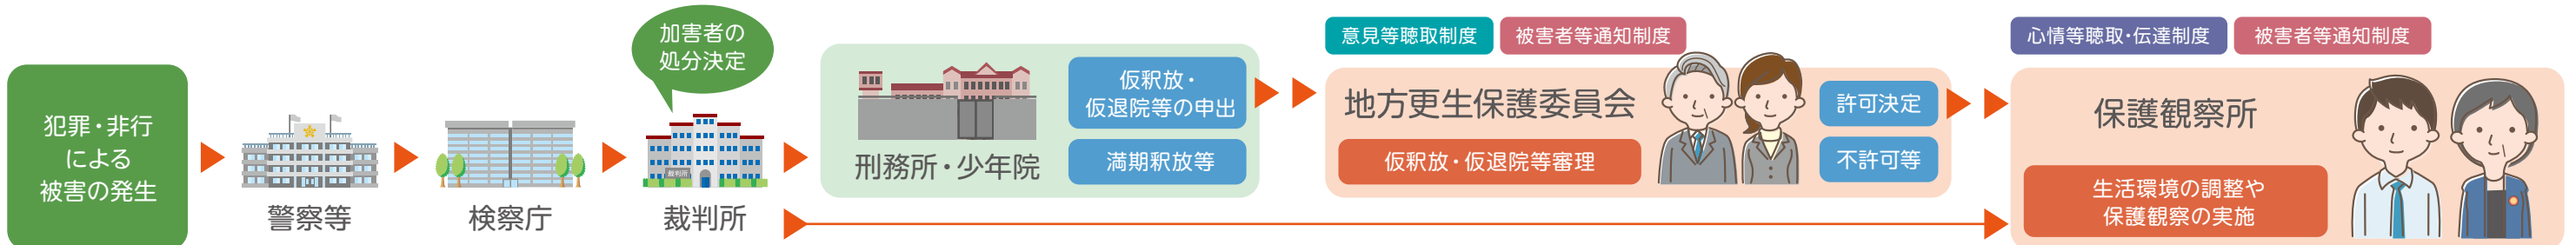 犯罪・非行
による
被害の発生
警察等
検察庁
加害者の
処分決定
裁判所
裁判所
刑務所・少年院
仮釈放・
仮退院等の申出
満期釈放等
意見等聴取制度
被害者等通知制度
地方更生保護委員会
仮釈放・仮退院等審理
許可決定
不許可等
心情等聴取・伝達制度
被害者等通知制度
保護観察所
生活環境の調整や
保護観察の実施